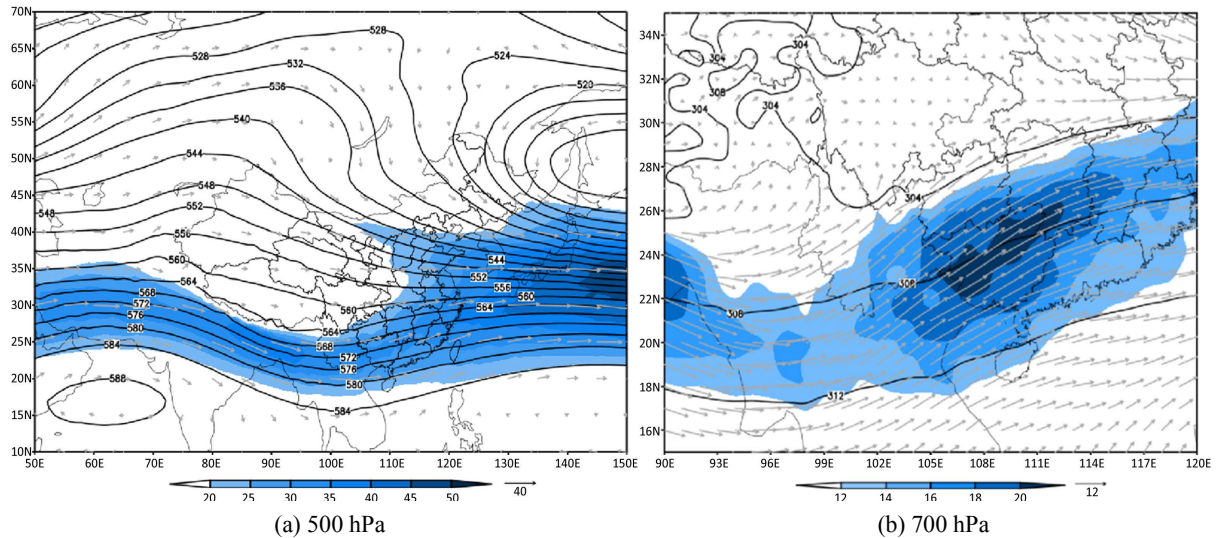 70N
65N
60N
55N
50N
45N
40N
35N
30N
25N
20N
15N
10N
50E 60E 70E 80E 90E 100E 110E 120E 130E 140E 150E
528 528 524
532 520
536
540
544
548
548
552
556 544
560 552
564 556
568 560 560
572 564 564
576 568
580 572
584 576
588 580
584
20 25 30 35 40 45 50 40
(a) 500 hPa
34N
32N
30N
28N
26N
24N
22N
20N
18N
16N
90E 93E 96E 99E 102E 105E 108E 111E 114E 117E 120E
304 304
308 304
304
304
308
308
312
12 14 16 18 20 12
(b) 700 hPa